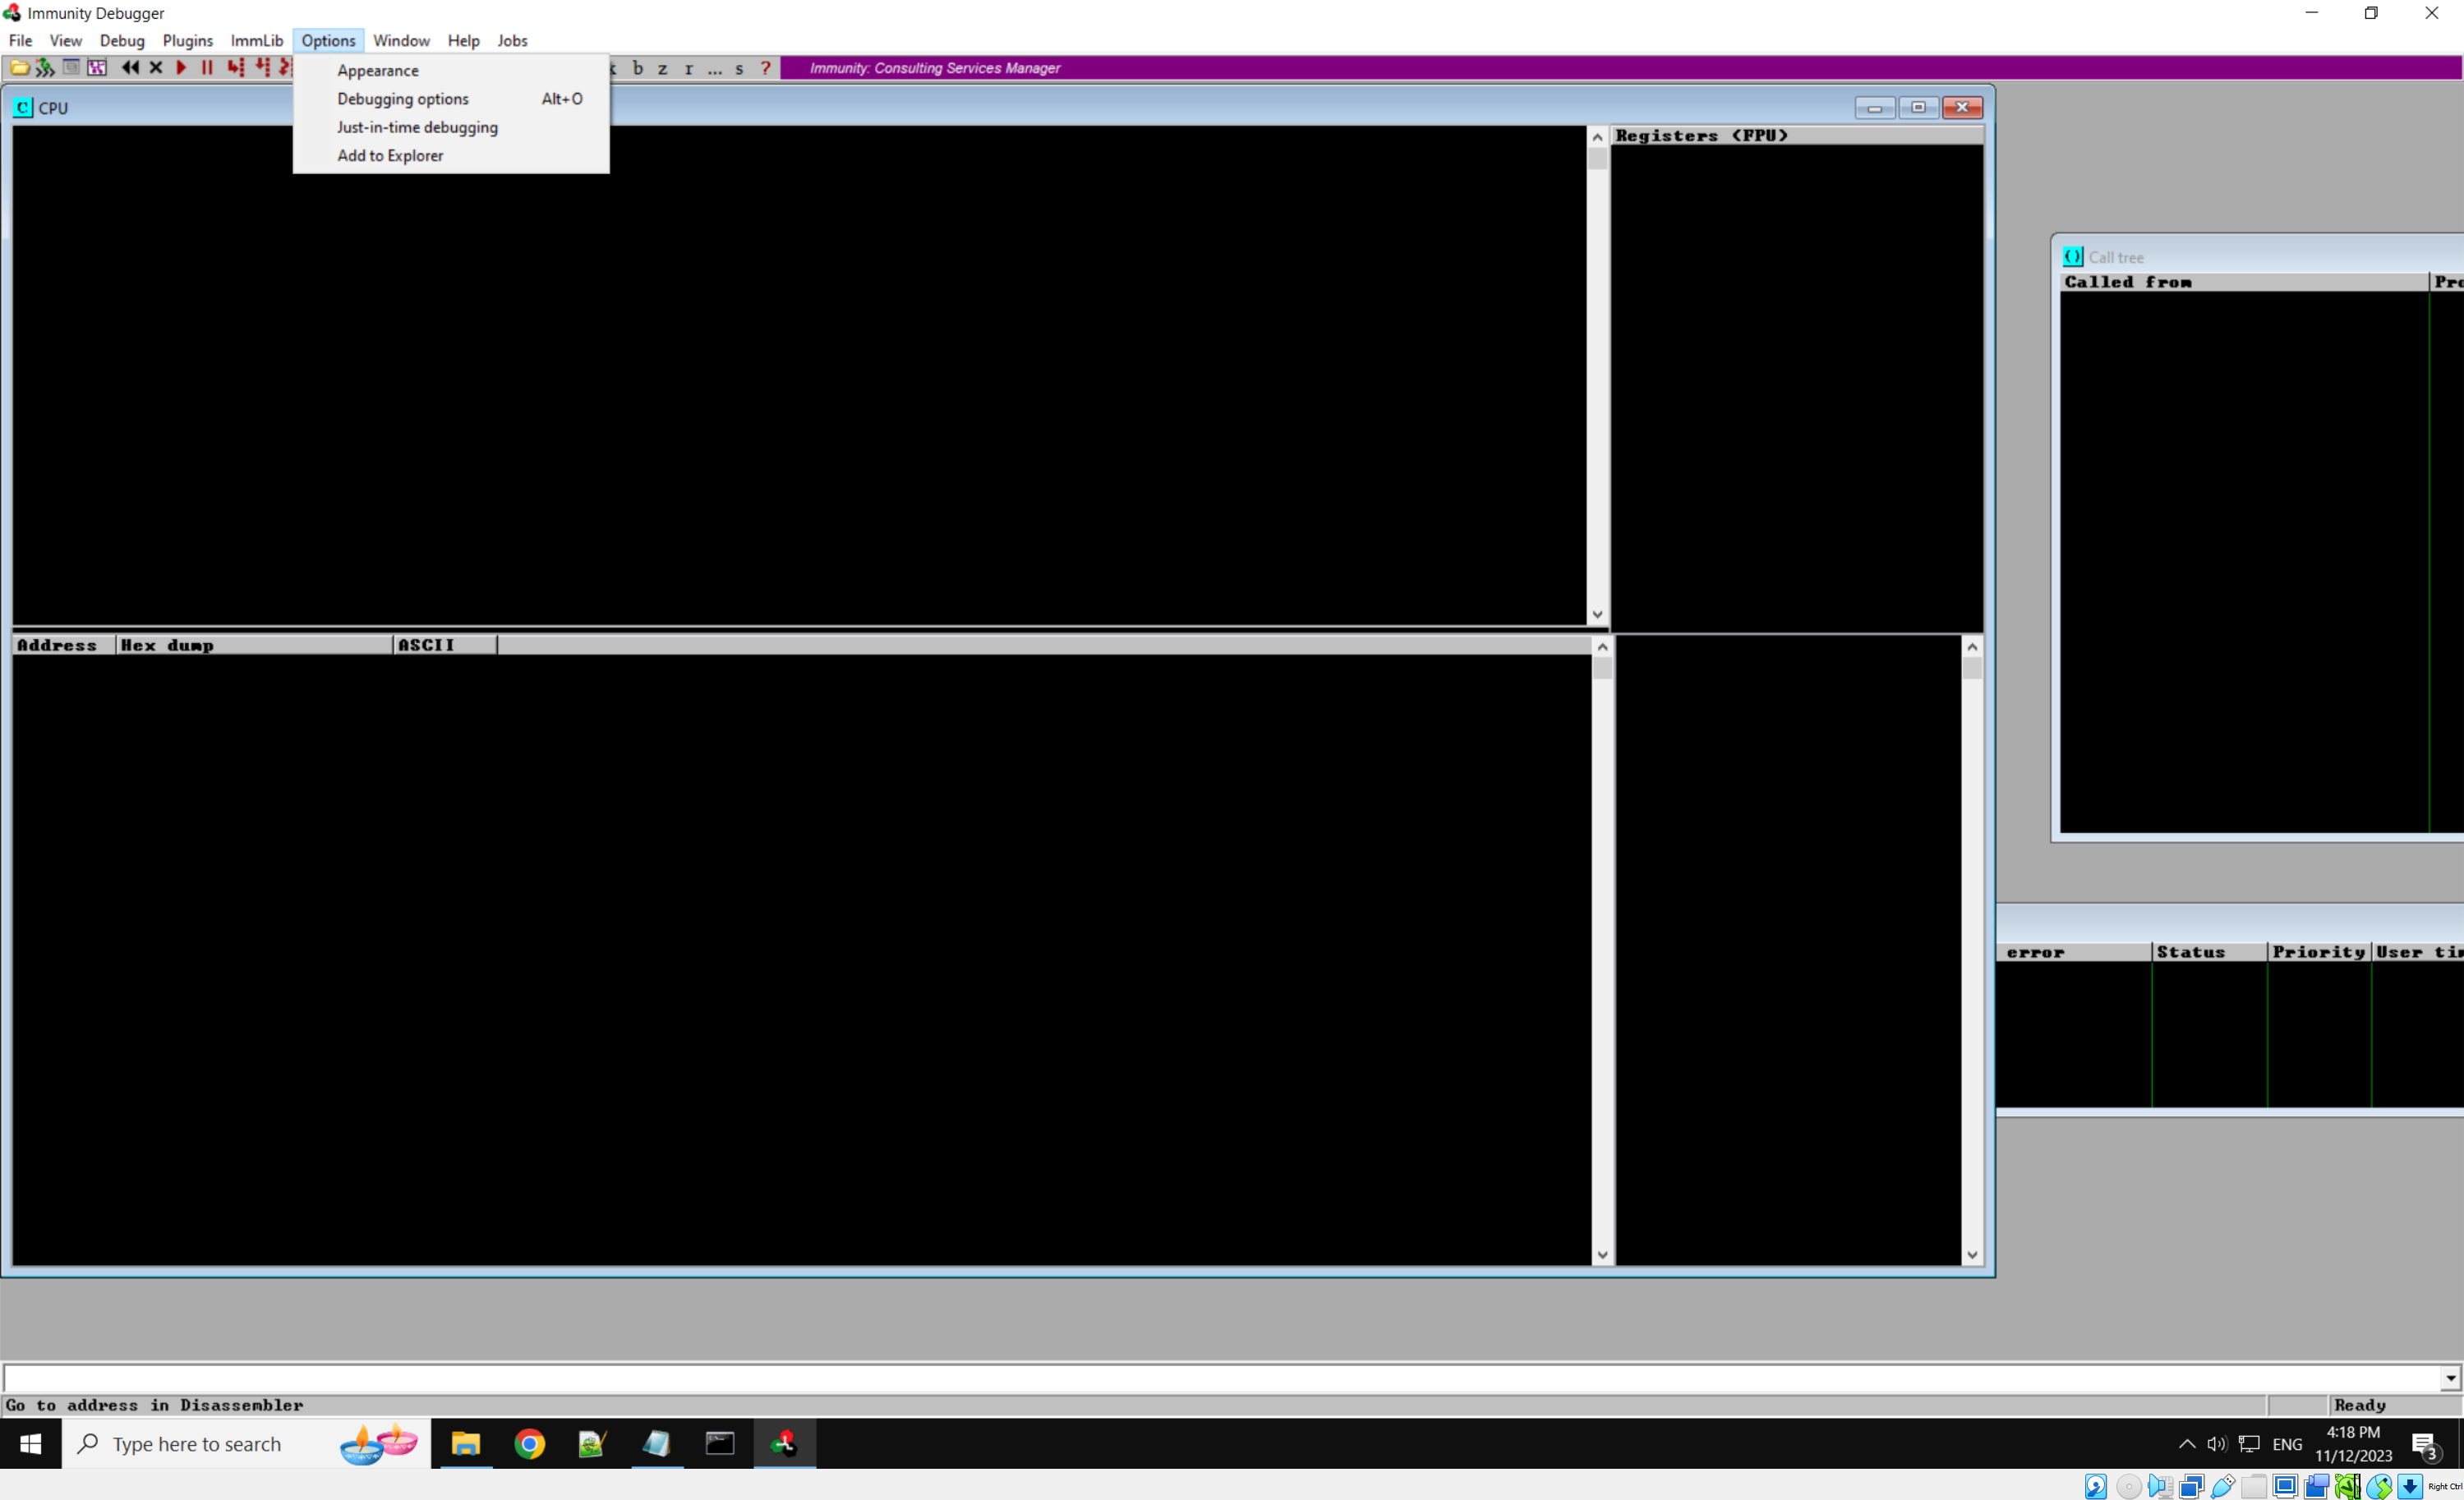 Immunity Debugger
File View Debug Plugins ImmLib Options Window Help Jobs
b z r ... s ? Immunity: Consulting Services Manager
Appearance
Debugging options Alt+O
Just-in-time debugging
Add to Explorer
C CPU
Registers (FPU)
Call tree
Called from
Address Hex dump ASCII
error Status Priority User
Go to address in Disassembler
Ready
Type here to search
ENG
4:18 PM
11/12/2023
3
Right Ctrl